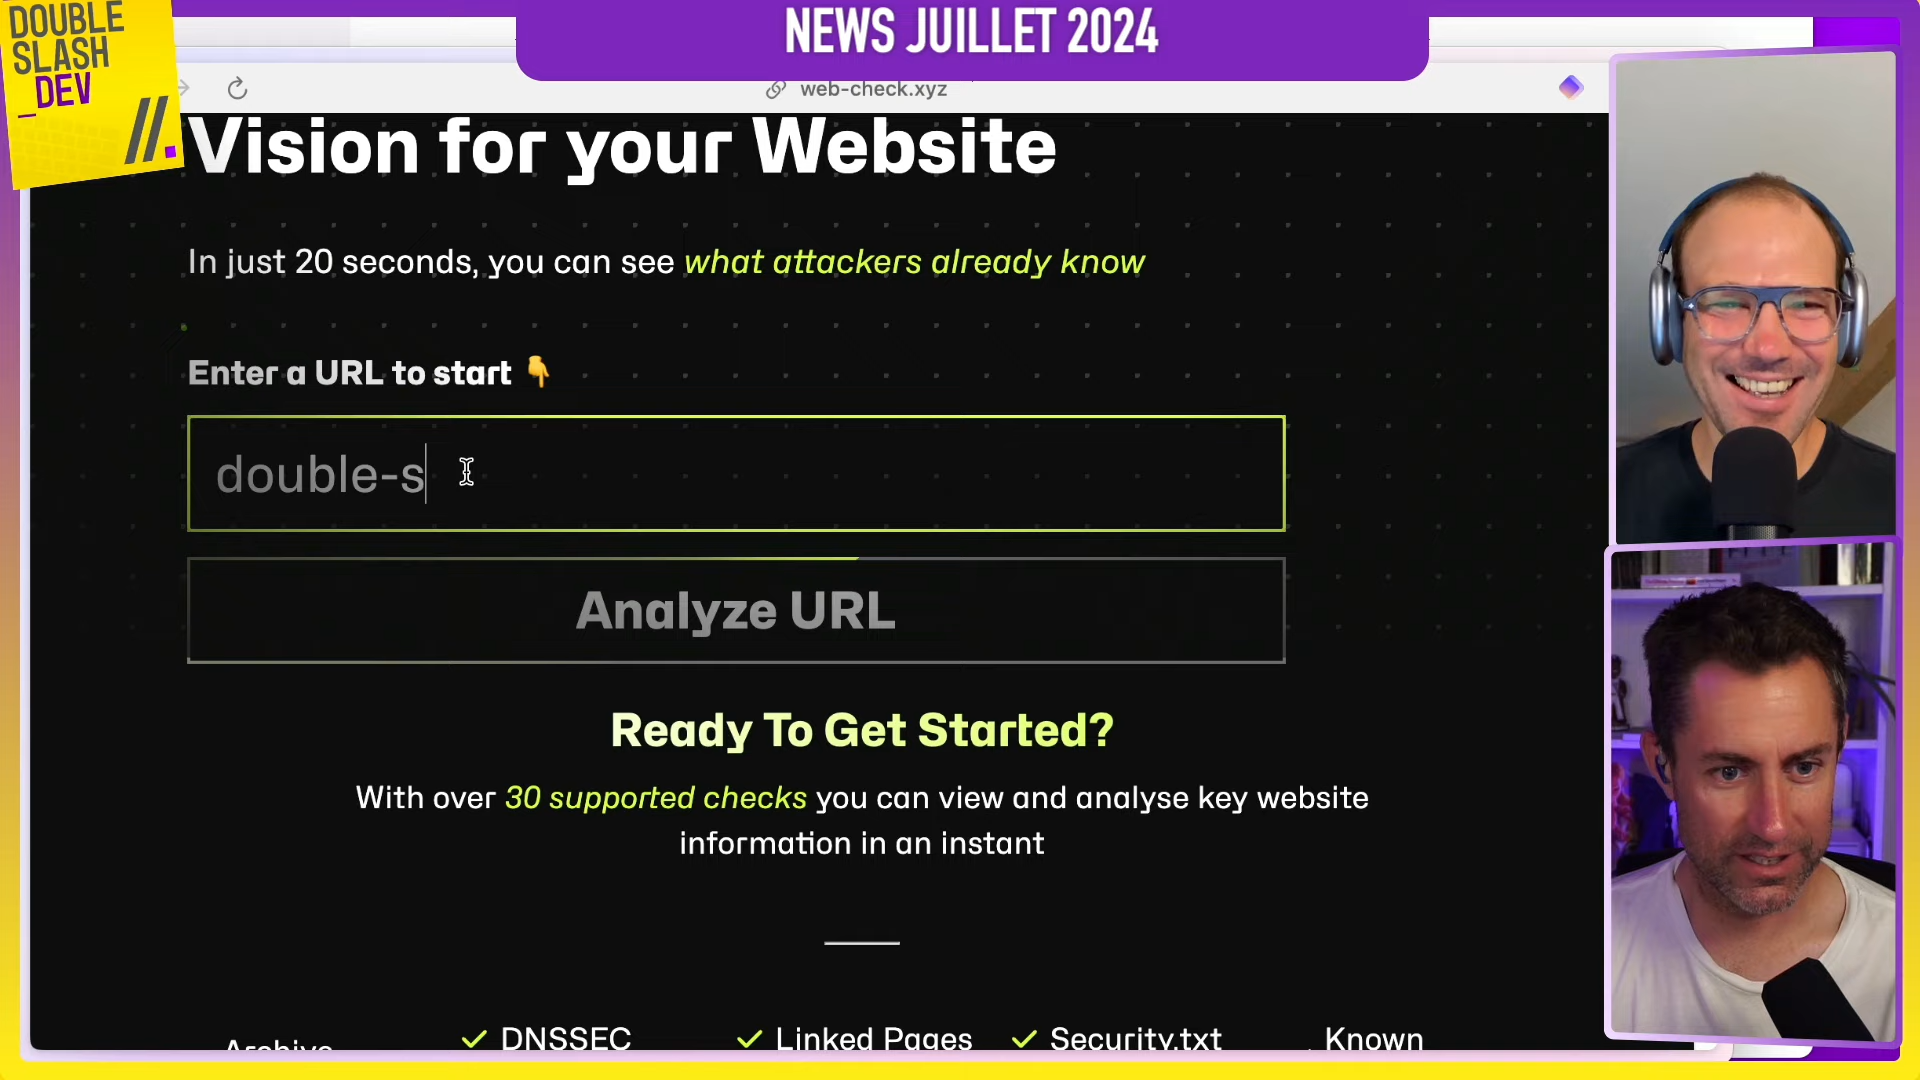 DOUBLE
SLASH
_DEV
//.
NEWS JUILLET 2024
web-check.xyz
Vision for your Website
In just 20 seconds, you can see what attackers already know
Enter a URL to start 👇
double-s
Analyze URL
Ready To Get Started?
With over 30 supported checks you can view and analyse key website
information in an instant
Archive
✓ DNSSEC
✓ Linked Pages
✓ Security.txt
Known